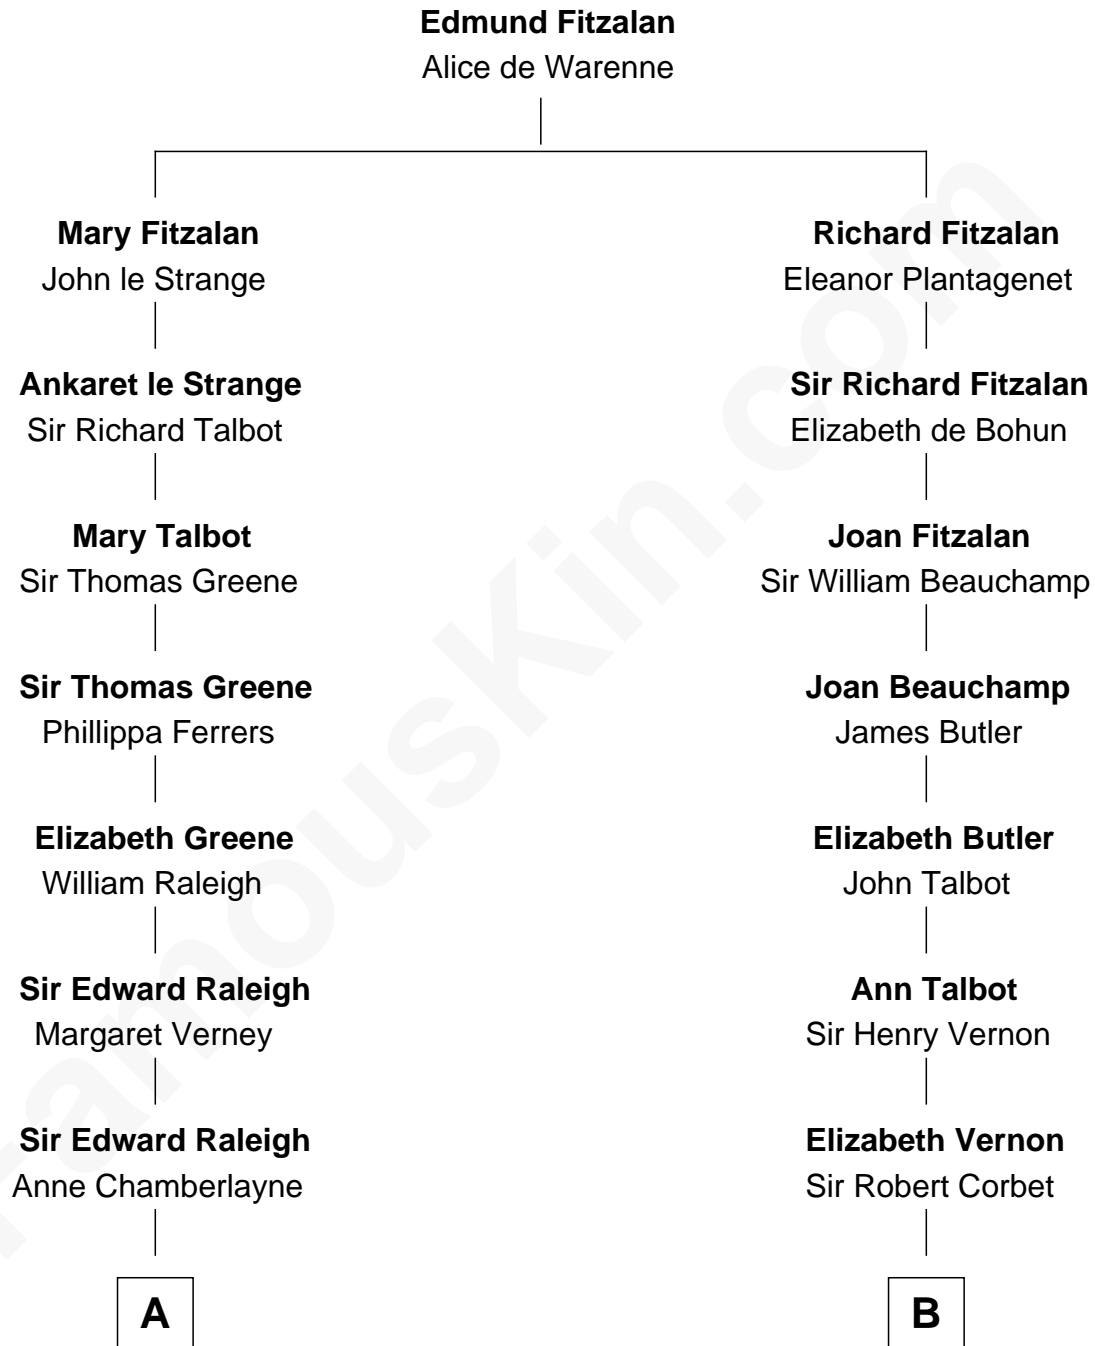 Edmund Fitzalan
Alice de Warenne
Mary Fitzalan
John le Strange
Richard Fitzalan
Eleanor Plantagenet
Ankaret le Strange
Sir Richard Talbot
Sir Richard Fitzalan
Elizabeth de Bohun
Mary Talbot
Sir Thomas Greene
Joan Fitzalan
Sir William Beauchamp
Sir Thomas Greene
Phillippa Ferrers
Joan Beauchamp
James Butler
Elizabeth Greene
William Raleigh
Elizabeth Butler
John Talbot
Sir Edward Raleigh
Margaret Verney
Ann Talbot
Sir Henry Vernon
Sir Edward Raleigh
Anne Chamberlayne
Elizabeth Vernon
Sir Robert Corbet
A
B
FamousKin.com